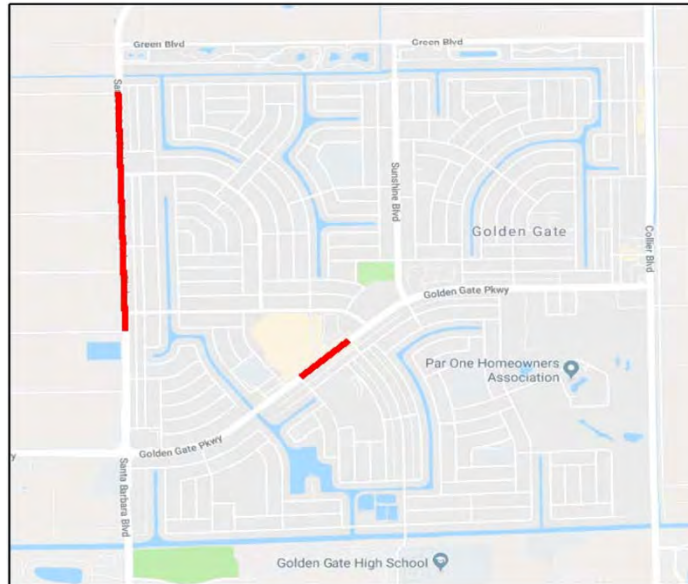 Green Blvd
Green Blvd
Sa
Sunshine Blvd
Golden Gate
Collier Blvd
Golden Gate Pkwy
Par One Homeowners
Association
Golden Gate Pkwy
y
Santa Barbara Blvd
Golden Gate High School